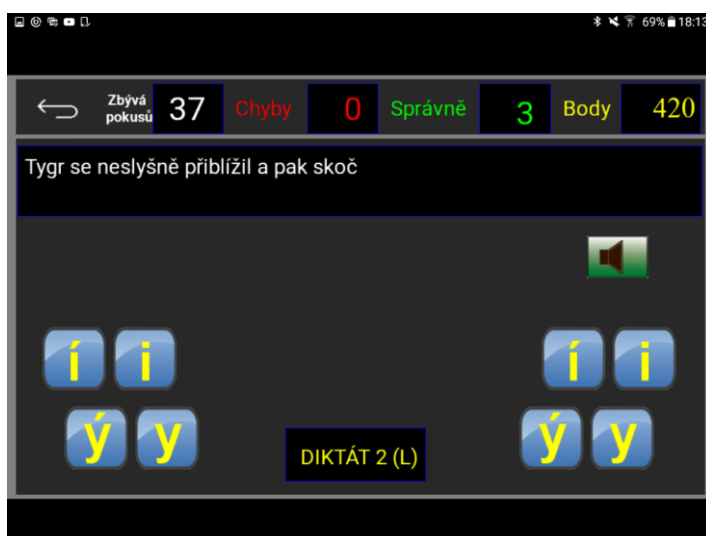 69% 18:13
Zbývá pokusů 37 Chyby 0 Správně 3 Body 420
Tygr se neslyšně přiblížil a pak skoč
í i í i
ý y ý y
DIKTÁT 2 (L)